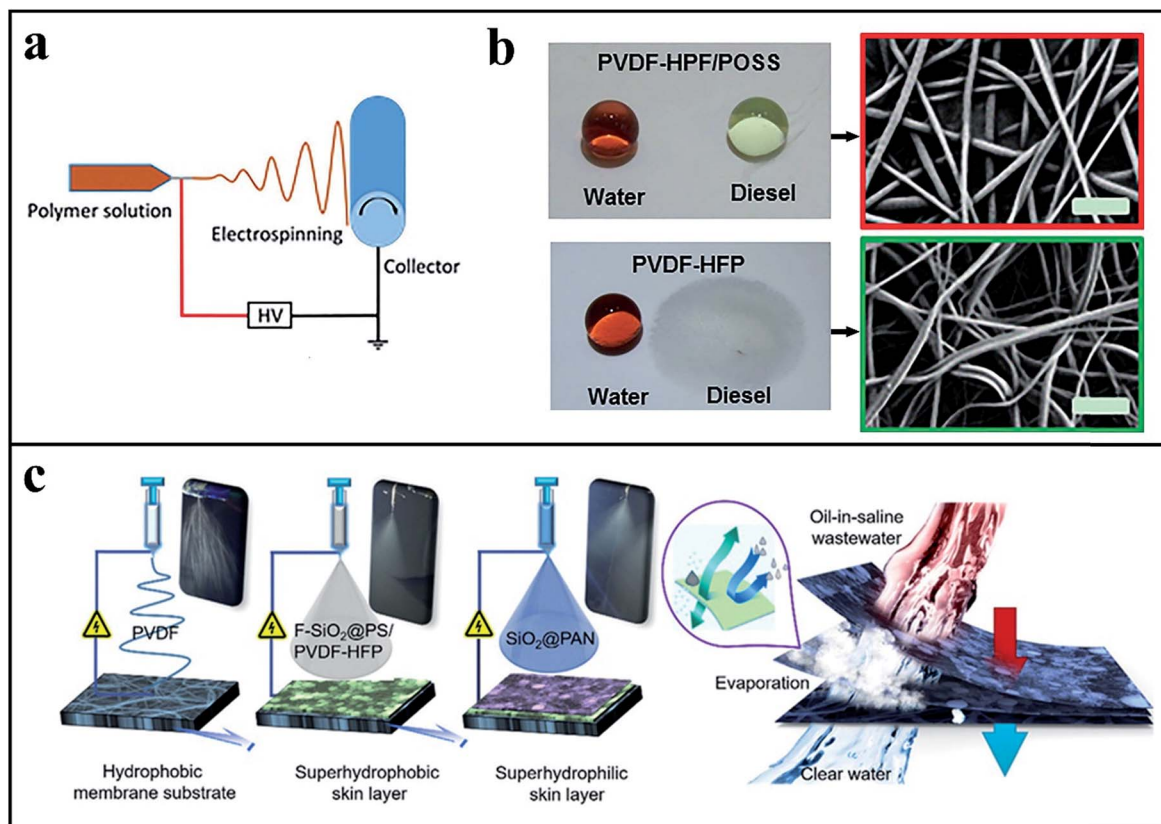 a
Polymer solution
Electrospinning
Collector
HV
b
PVDF-HPF/POSS
Water
Diesel
PVDF-HFP
Water
Diesel
c
PVDF
F-SiO₂@PS/
PVDF-HFP
SiO₂@PAN
Hydrophobic
membrane substrate
Superhydrophobic
skin layer
Superhydrophilic
skin layer
Oil-in-saline
wastewater
Evaporation
Clear water